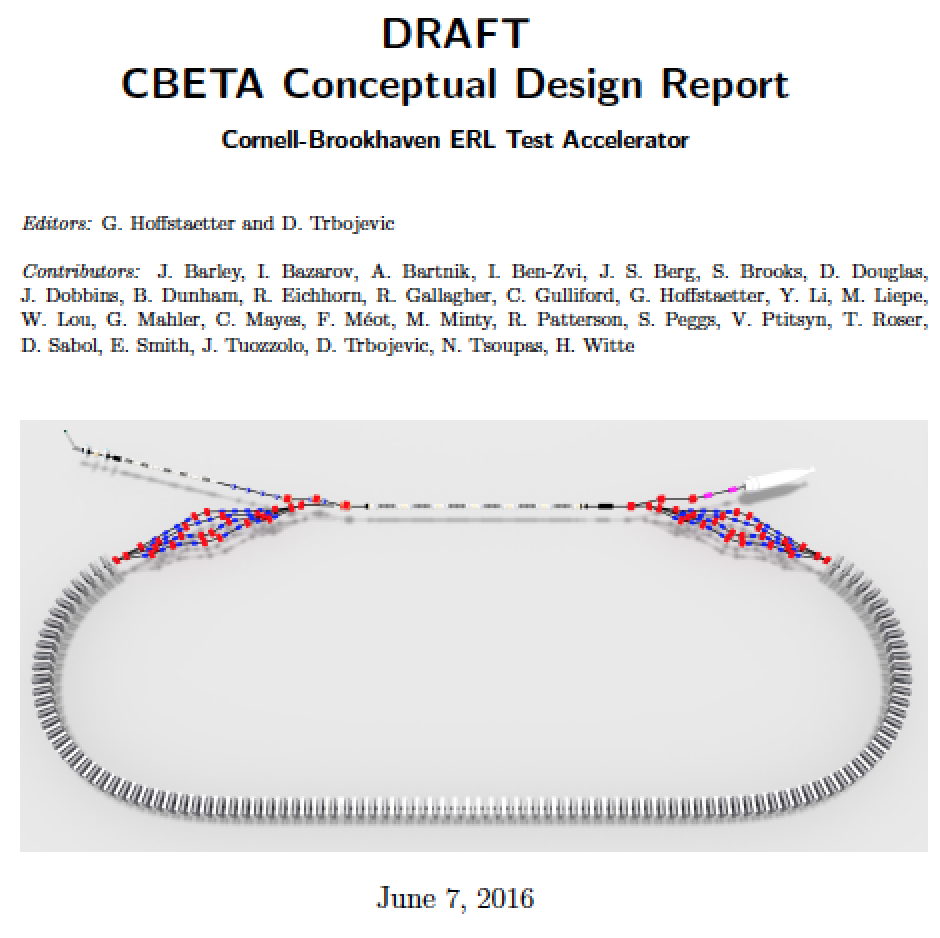 DRAFT
CBETA Conceptual Design Report
Cornell-Brookhaven ERL Test Accelerator
Editors: G. Hoffstaetter and D. Trbojevic
Contributors: J. Barley, I. Bazarov, A. Bartnik, I. Ben-Zvi, J. S. Berg, S. Brooks, D. Douglas,
J. Dobbins, B. Dunham, R. Eichhorn, R. Gallagher, C. Gulliford, G. Hoffstaetter, Y. Li, M. Liepe,
W. Lou, G. Mahler, C. Mayes, F. Méot, M. Minty, R. Patterson, S. Peggs, V. Ptitsyn, T. Roser,
D. Sabol, E. Smith, J. Tuozzolo, D. Trbojevic, N. Tsoupas, H. Witte
June 7, 2016